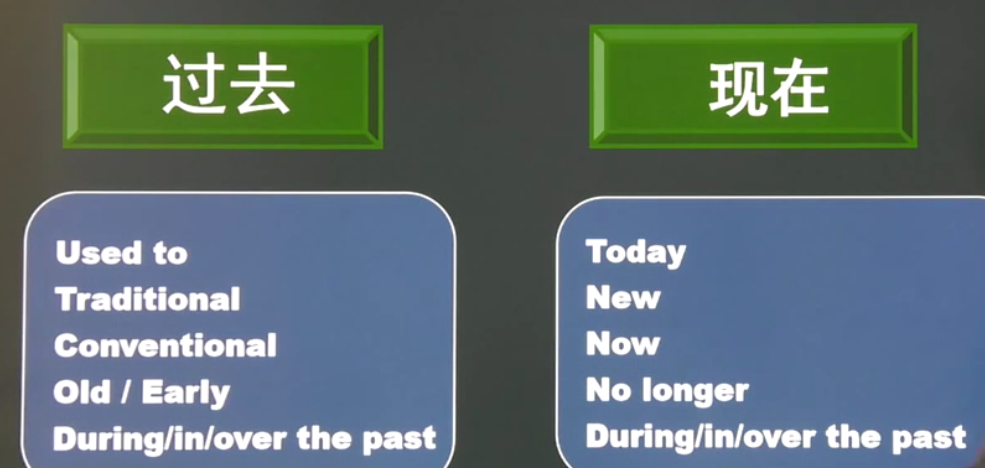 过去
现在
Used to
Traditional
Conventional
Old / Early
During/in/over the past
Today
New
Now
No longer
During/in/over the past